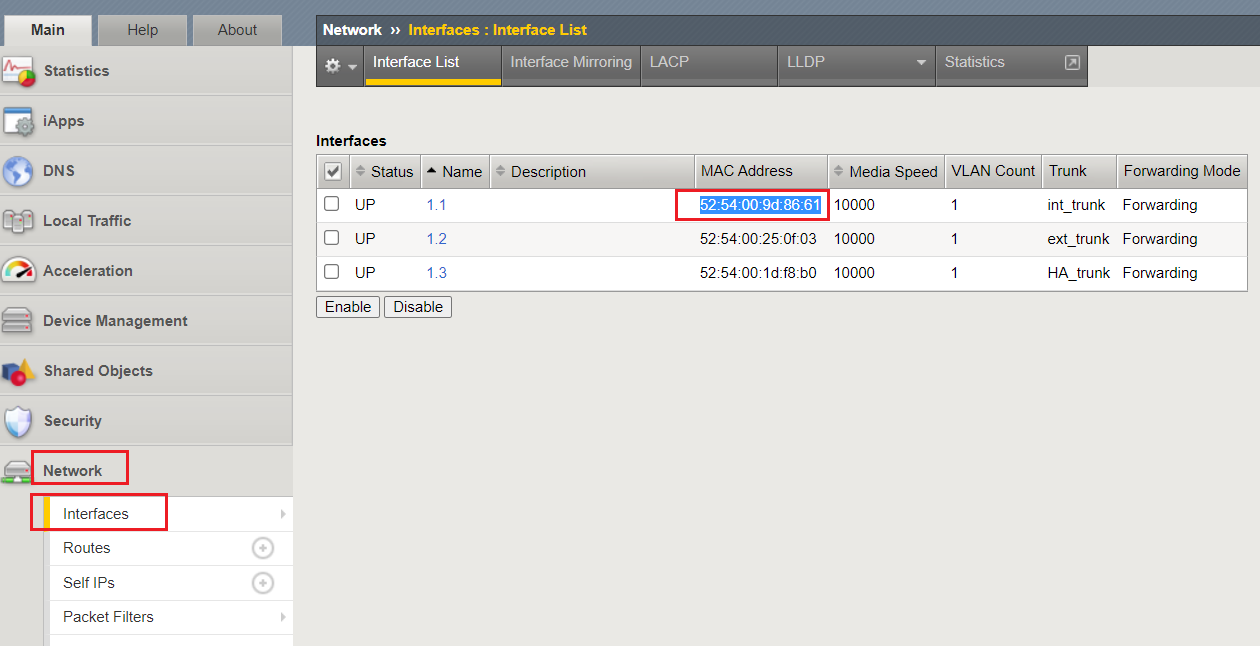 Main Help About
Network ›› Interfaces : Interface List
Interface List Interface Mirroring LACP LLDP Statistics
Statistics
iApps
DNS
Local Traffic
Acceleration
Device Management
Shared Objects
Security
Network
Interfaces
Routes
Self IPs
Packet Filters
Interfaces
Status Name Description MAC Address Media Speed VLAN Count Trunk Forwarding Mode
UP 1.1 52:54:00:9d:86:61 10000 1 int_trunk Forwarding
UP 1.2 52:54:00:25:0f:03 10000 1 ext_trunk Forwarding
UP 1.3 52:54:00:1d:f8:b0 10000 1 HA_trunk Forwarding
Enable Disable